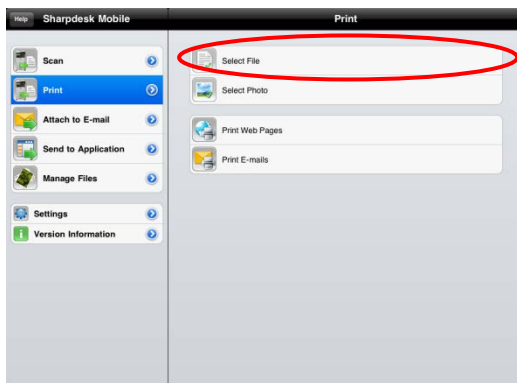 Help
Sharpdesk Mobile
Print
Scan
Print
Attach to E-mail
Send to Application
Manage Files
Settings
Version Information
Select File
Select Photo
Print Web Pages
Print E-mails